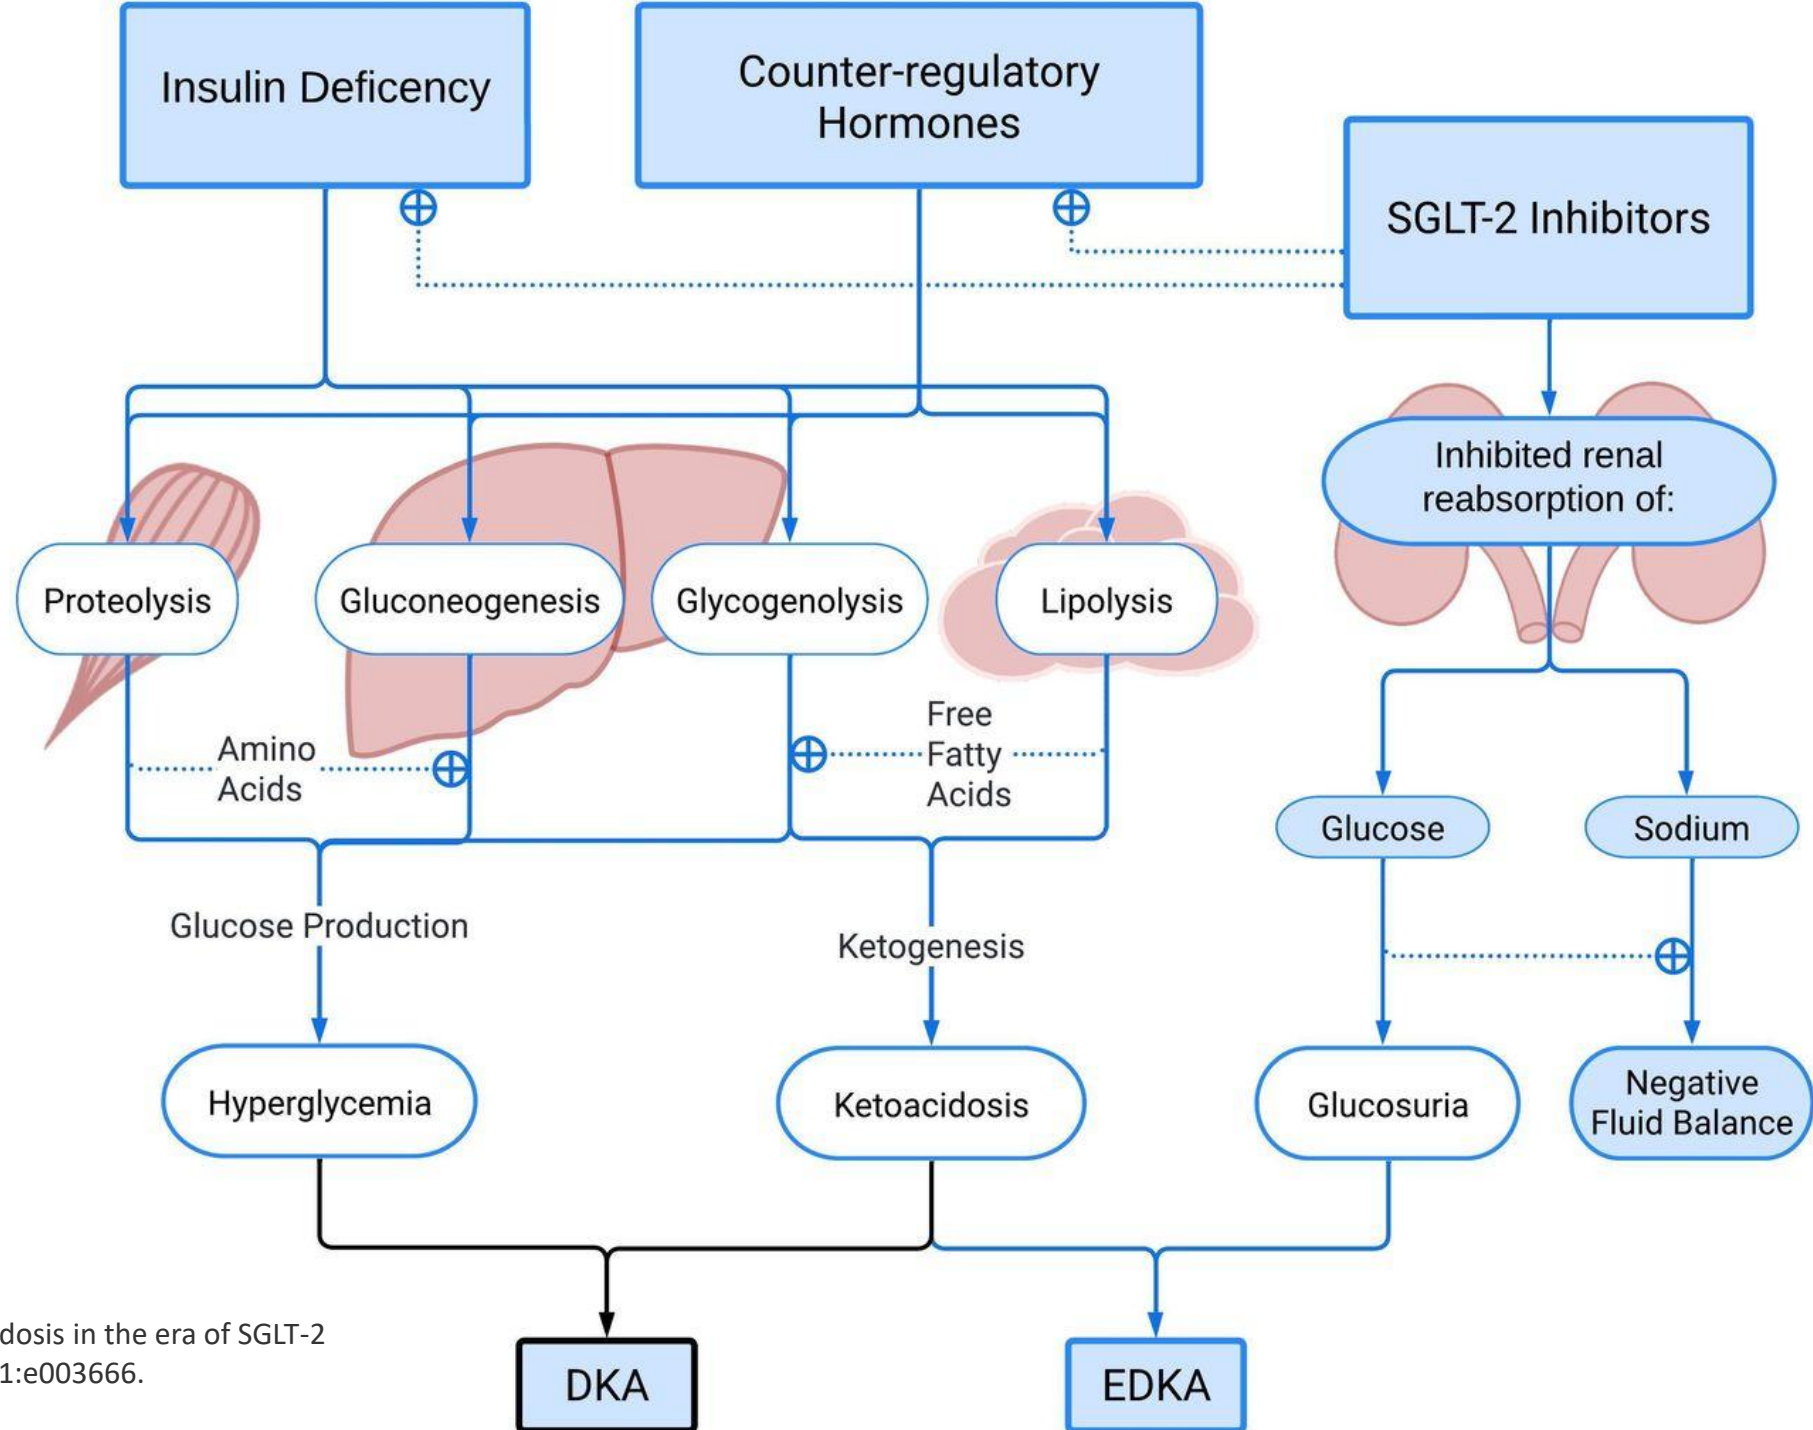 Insulin Deficency
Counter-regulatory
Hormones
SGLT-2 Inhibitors
Inhibited renal
reabsorption of:
Proteolysis
Gluconeogenesis
Glycogenolysis
Lipolysis
Amino
Acids
Free
Fatty
Acids
Glucose
Sodium
Glucose Production
Ketogenesis
Hyperglycemia
Ketoacidosis
Glucosuria
Negative
Fluid Balance
dosis in the era of SGLT-2
1:e003666.
DKA
EDKA